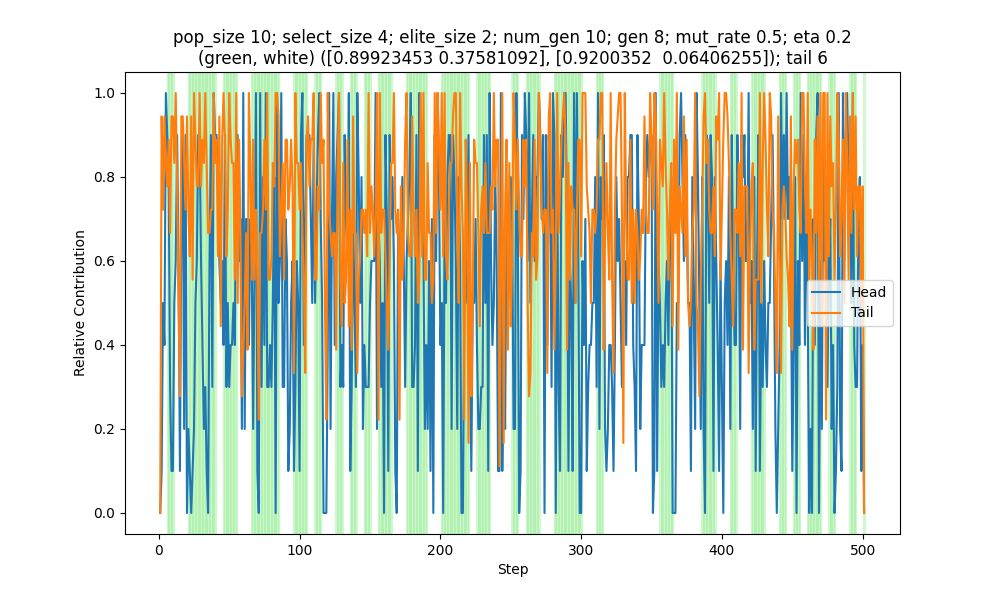 pop_size 10; select_size 4; elite_size 2; num_gen 10; gen 8; mut_rate 0.5; eta 0.2
(green, white) ([0.89923453 0.37581092], [0.9200352  0.06406255]); tail 6
1.0
0.8
0.6
0.4
0.2
0.0
Relative Contribution
Head
Tail
0
100
200
300
400
500
Step